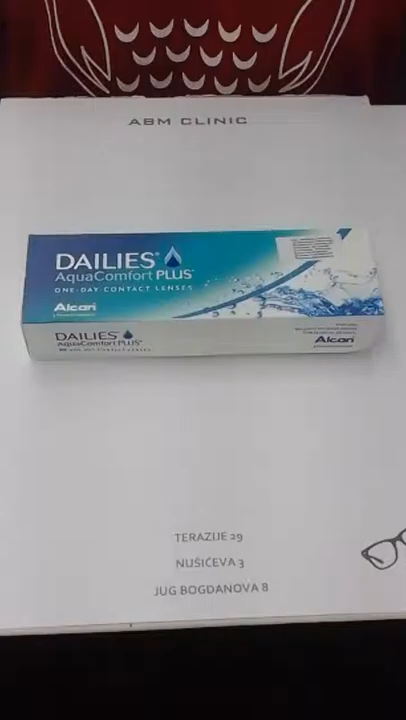 ABM CLINIC
DAILIES®
AquaComfort PLUS®
ONE-DAY CONTACT LENSES
Alcon
DAILIES
AquaComfort PLUS®
Alcon
TERAZIJE 29
NUŠIĆEVA 3
JUG BOGDANOVA 8